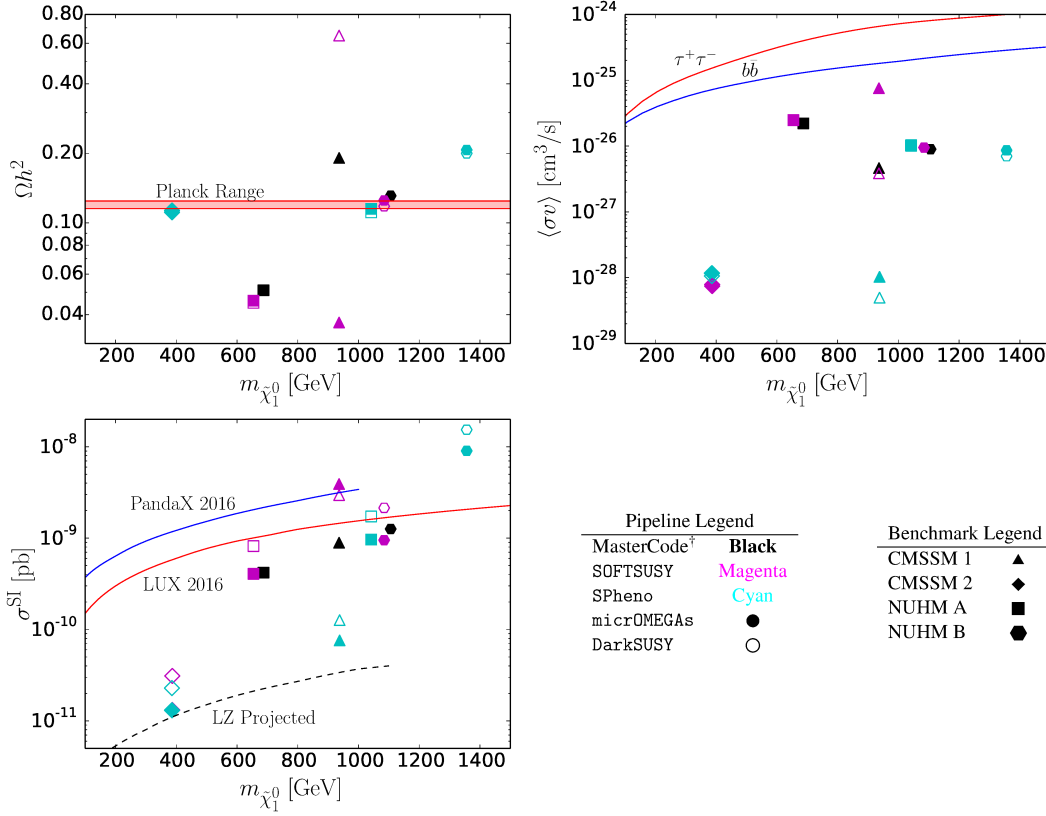 0.80
0.60
0.40
0.20
0.10
0.08
0.06
0.04
Ωh²
Planck Range
200 400 600 800 1000 1200 1400
m_{χ̃₁⁰} [GeV]
10⁻²⁴
10⁻²⁵
10⁻²⁶
10⁻²⁷
10⁻²⁸
10⁻²⁹
⟨σv⟩ [cm³/s]
τ⁺τ⁻
bb̄
200 400 600 800 1000 1200 1400
m_{χ̃₁⁰} [GeV]
10⁻⁸
10⁻⁹
10⁻¹⁰
10⁻¹¹
σ^{SI} [pb]
PandaX 2016
LUX 2016
LZ Projected
200 400 600 800 1000 1200 1400
m_{χ̃₁⁰} [GeV]
Pipeline Legend
MasterCode† Black
SOFTSUSY Magenta
SPheno Cyan
micrOMEGAs
DarkSUSY
Benchmark Legend
CMSSM 1
CMSSM 2
NUHM A
NUHM B